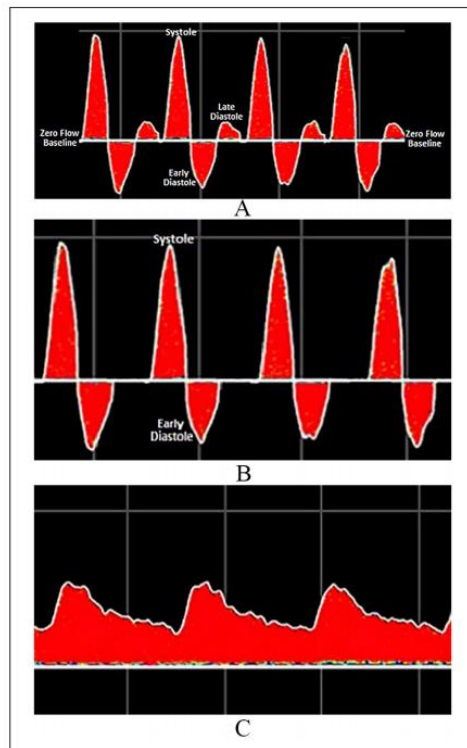 Systole
Late
Diastole
Zero Flow
Baseline
Zero Flow
Baseline
Early
Diastole
A
Systole
Early
Diastole
B
C